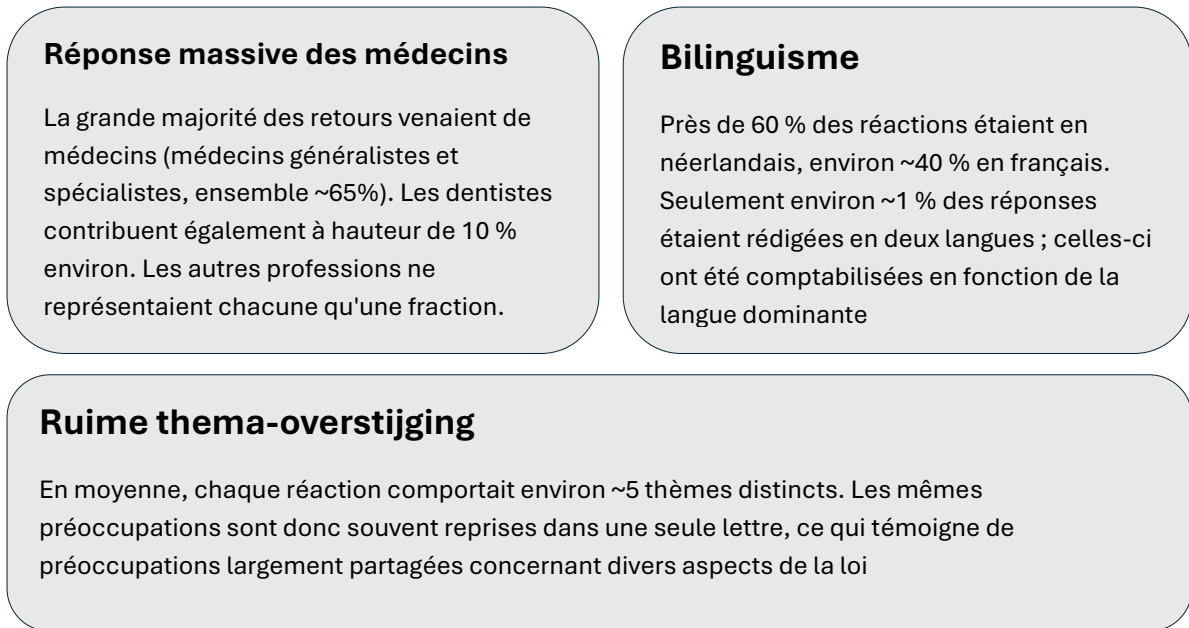 Réponse massive des médecins
La grande majorité des retours venaient de
médecins (médecins généralistes et
spécialistes, ensemble ~65%). Les dentistes
contribuent également à hauteur de 10 %
environ. Les autres professions ne
représentaient chacune qu'une fraction.
Bilinguisme
Près de 60 % des réactions étaient en
néerlandais, environ ~40 % en français.
Seulement environ ~1 % des réponses
étaient rédigées en deux langues ; celles-ci
ont été comptabilisées en fonction de la
langue dominante
Ruime thema-overstijging
En moyenne, chaque réaction comportait environ ~5 thèmes distincts. Les mêmes
préoccupations sont donc souvent reprises dans une seule lettre, ce qui témoigne de
préoccupations largement partagées concernant divers aspects de la loi